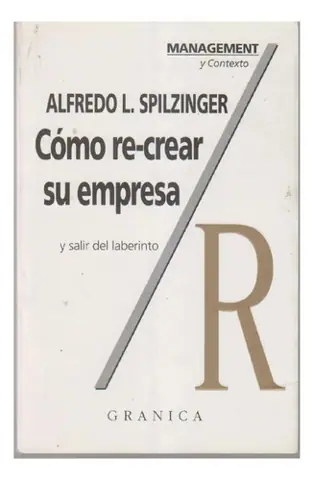 MANAGEMENT
y Contexto
ALFREDO L. SPILZINGER
Cómo re-crear
su empresa
y salir del laberinto
R
GRANICA